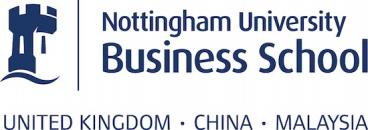 Nottingham University
Business School
UNITED KINGDOM · CHINA · MALAYSIA